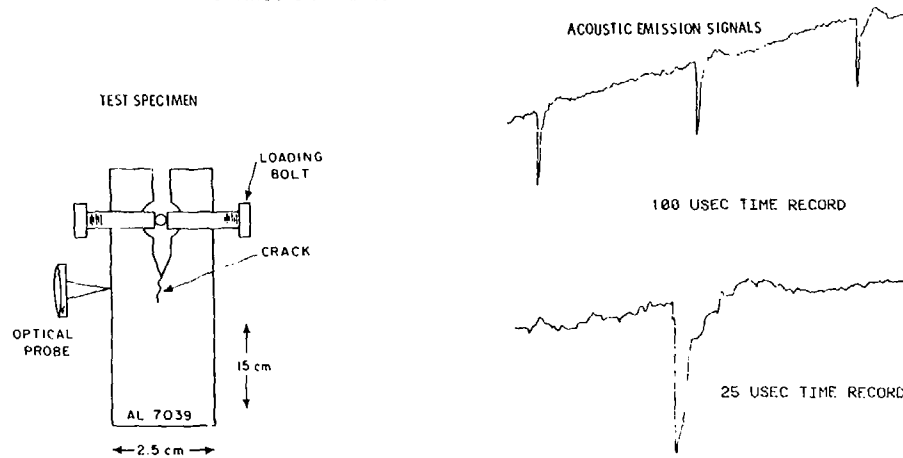 ACOUSTIC EMISSION SIGNALS
TEST SPECIMEN
LOADING
BOLT
100 USEC TIME RECORD
CRACK
OPTICAL
PROBE
15 cm
25 USEC TIME RECORD
AL 7039
2.5 cm